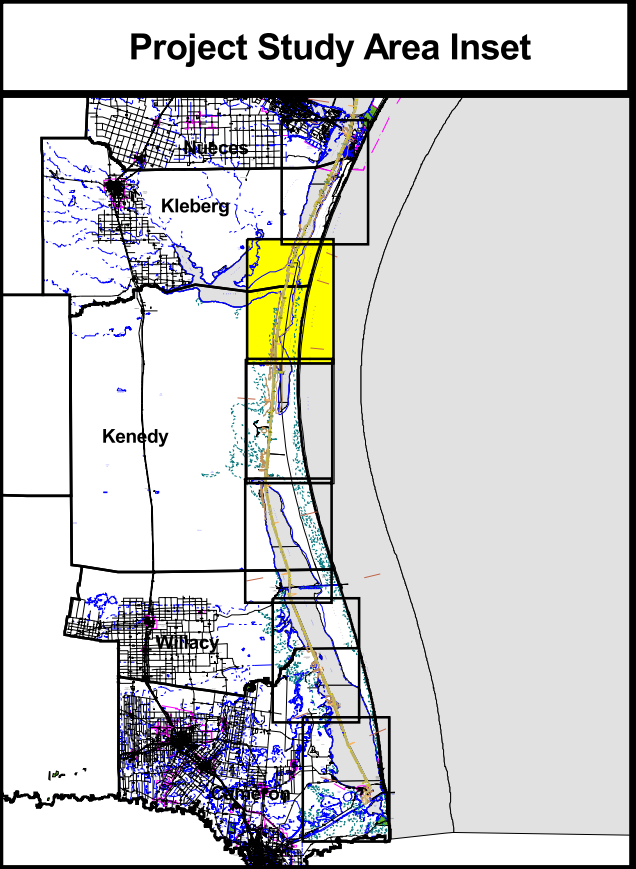 Project Study Area Inset
Nueces
Kleberg
Kenedy
Willacy
Cameron